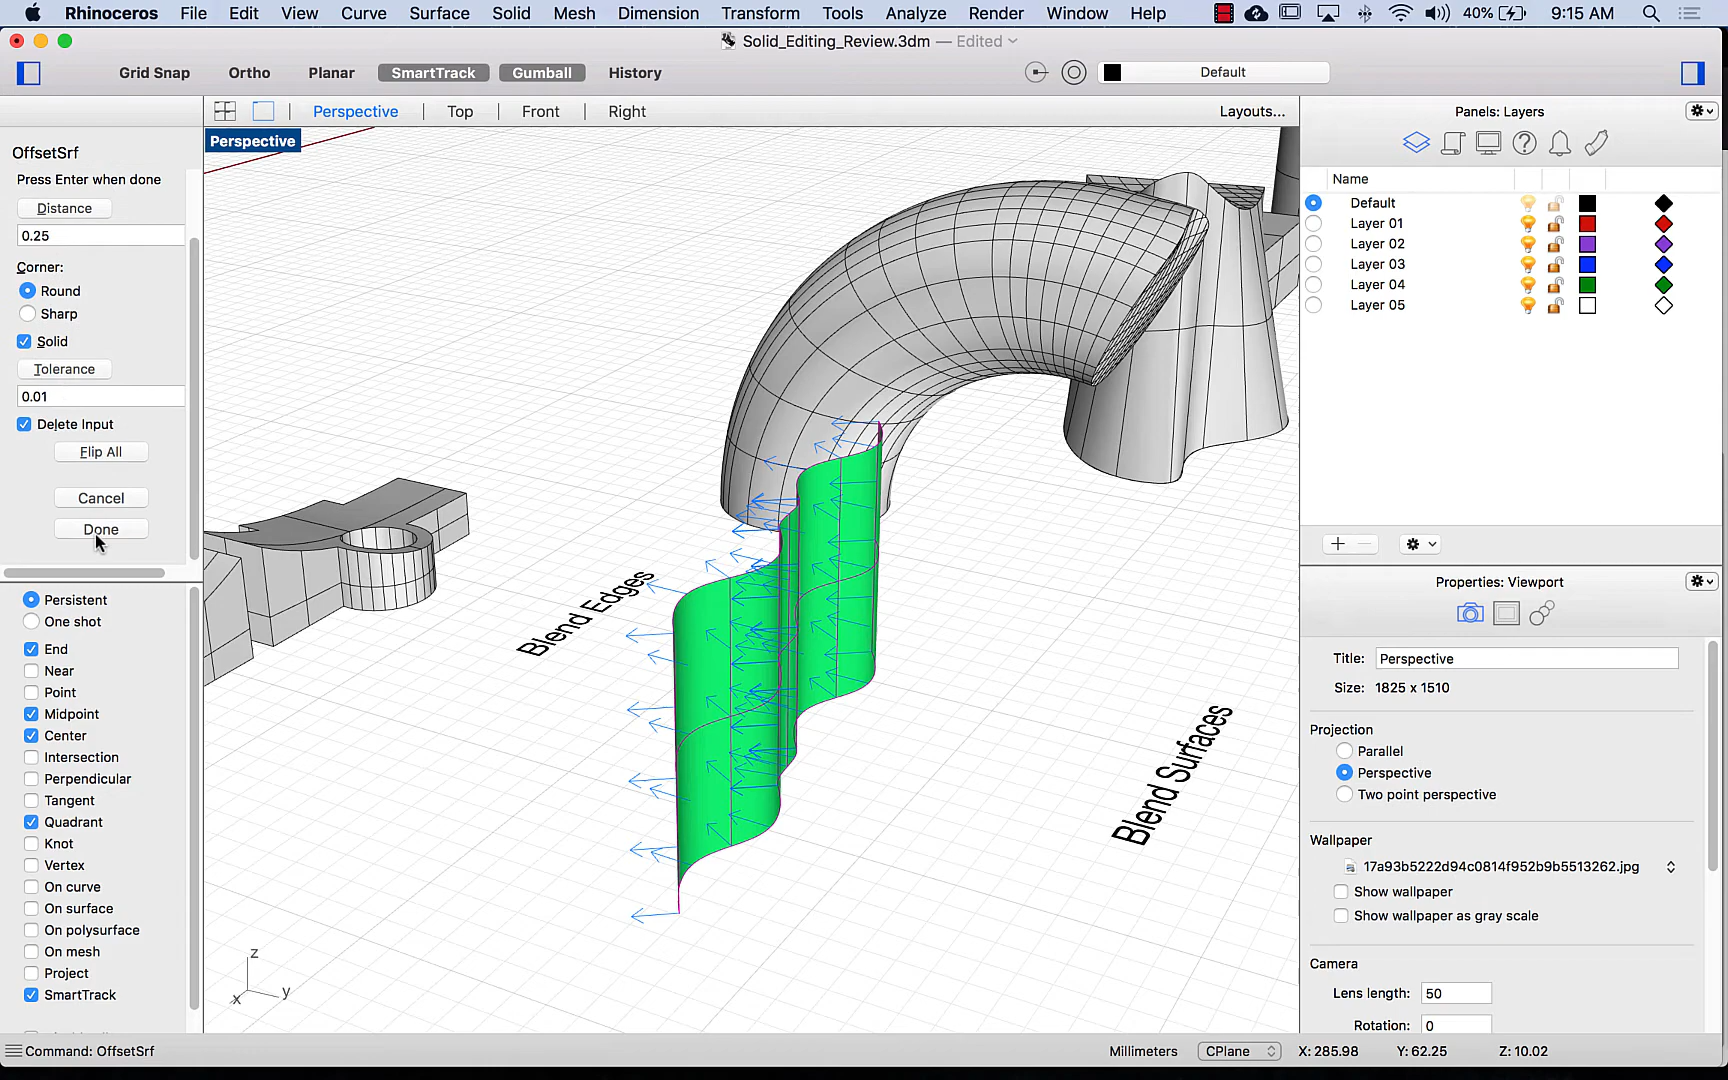 Rhinoceros File Edit View Curve Surface Solid Mesh Dimension Transform Tools Analyze Render Window Help 40% 9:15 AM
Solid_Editing_Review.3dm — Edited
Grid Snap Ortho Planar SmartTrack Gumball History Default
Perspective Top Front Right Layouts... Panels: Layers
Perspective
OffsetSrf
Press Enter when done
Distance
0.25
Corner:
Round
Sharp
Solid
Tolerance
0.01
Delete Input
Flip All
Cancel
Done
Persistent
One shot
End
Near
Point
Midpoint
Center
Intersection
Perpendicular
Tangent
Quadrant
Knot
Vertex
On curve
On surface
On polysurface
On mesh
Project
SmartTrack
Blend Edges
Blend Surfaces
z
x y
Name
Default
Layer 01
Layer 02
Layer 03
Layer 04
Layer 05
Properties: Viewport
Title: Perspective
Size: 1825 x 1510
Projection
Parallel
Perspective
Two point perspective
Wallpaper
17a93b5222d94c0814f952b9b5513262.jpg
Show wallpaper
Show wallpaper as gray scale
Camera
Lens length: 50
Rotation: 0
Command: OffsetSrf Millimeters CPlane X: 285.98 Y: 62.25 Z: 10.02